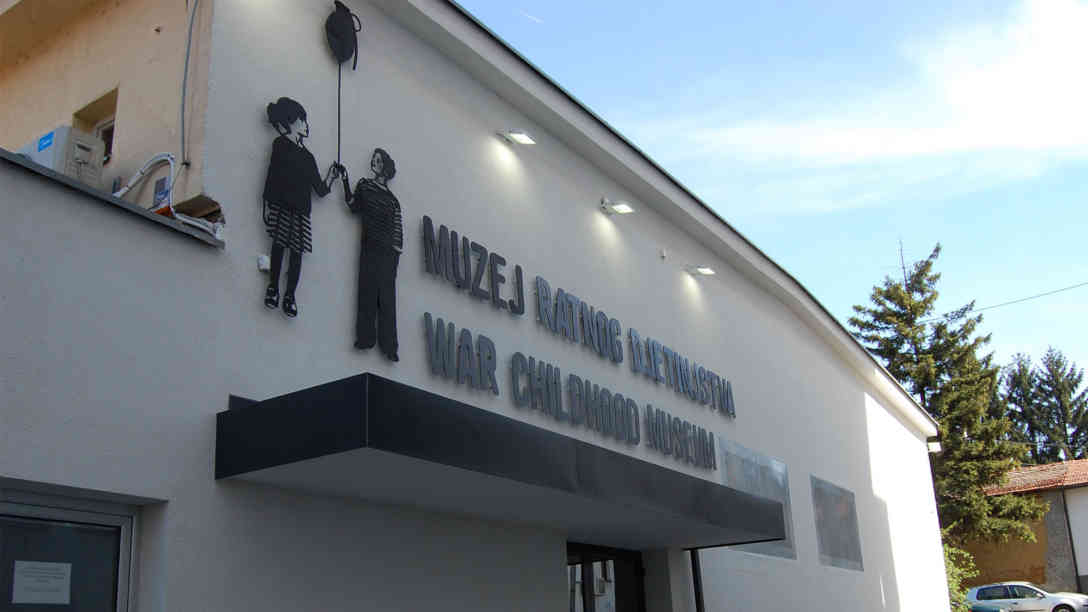 MUZEJ RATNOG DJETINJSTVA
WAR CHILDHOOD MUSEUM